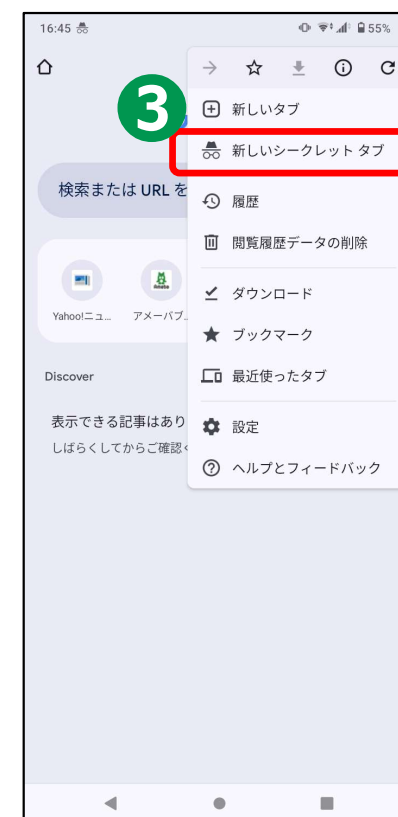 16:45
55%
3
新しいタブ
新しいシークレット タブ
検索または URL を
履歴
閲覧履歴データの削除
ダウンロード
Yahoo!ニュ...
アメーバブ...
ブックマーク
Discover
最近使ったタブ
表示できる記事はあり
設定
しばらくしてからご確認
ヘルプとフィードバック